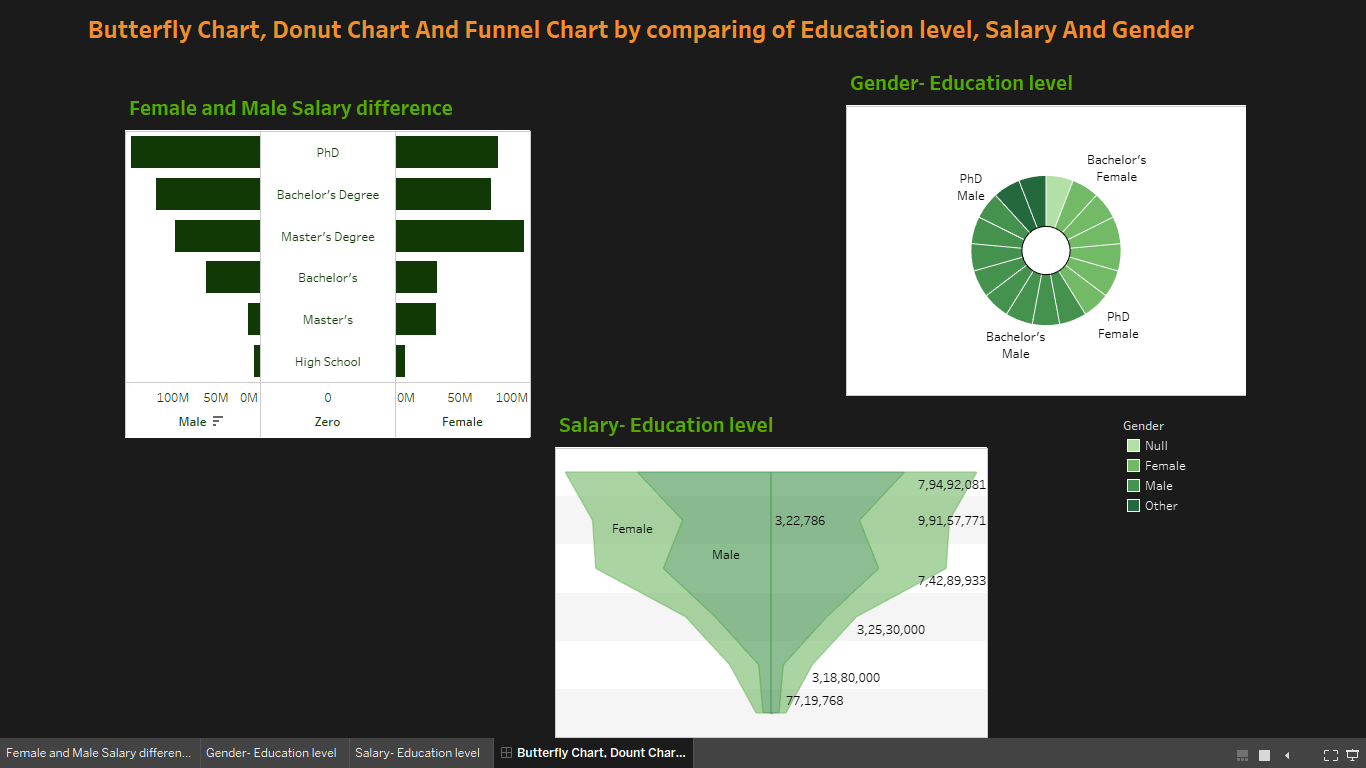 Butterfly Chart, Donut Chart And Funnel Chart by comparing of Education level, Salary And Gender
Female and Male Salary difference
PhD
Bachelor's Degree
Master's Degree
Bachelor's
Master's
High School
100M 50M 0M 0 0M 50M 100M
Male Zero Female
Gender- Education level
Bachelor's
Female
PhD
Male
PhD
Female
Bachelor's
Male
Salary- Education level
7,94,92,081
3,22,786 9,91,57,771
Female
Male
7,42,89,933
3,25,30,000
3,18,80,000
77,19,768
Gender
Null
Female
Male
Other
Female and Male Salary differen... Gender- Education level Salary- Education level Butterfly Chart, Dount Char...